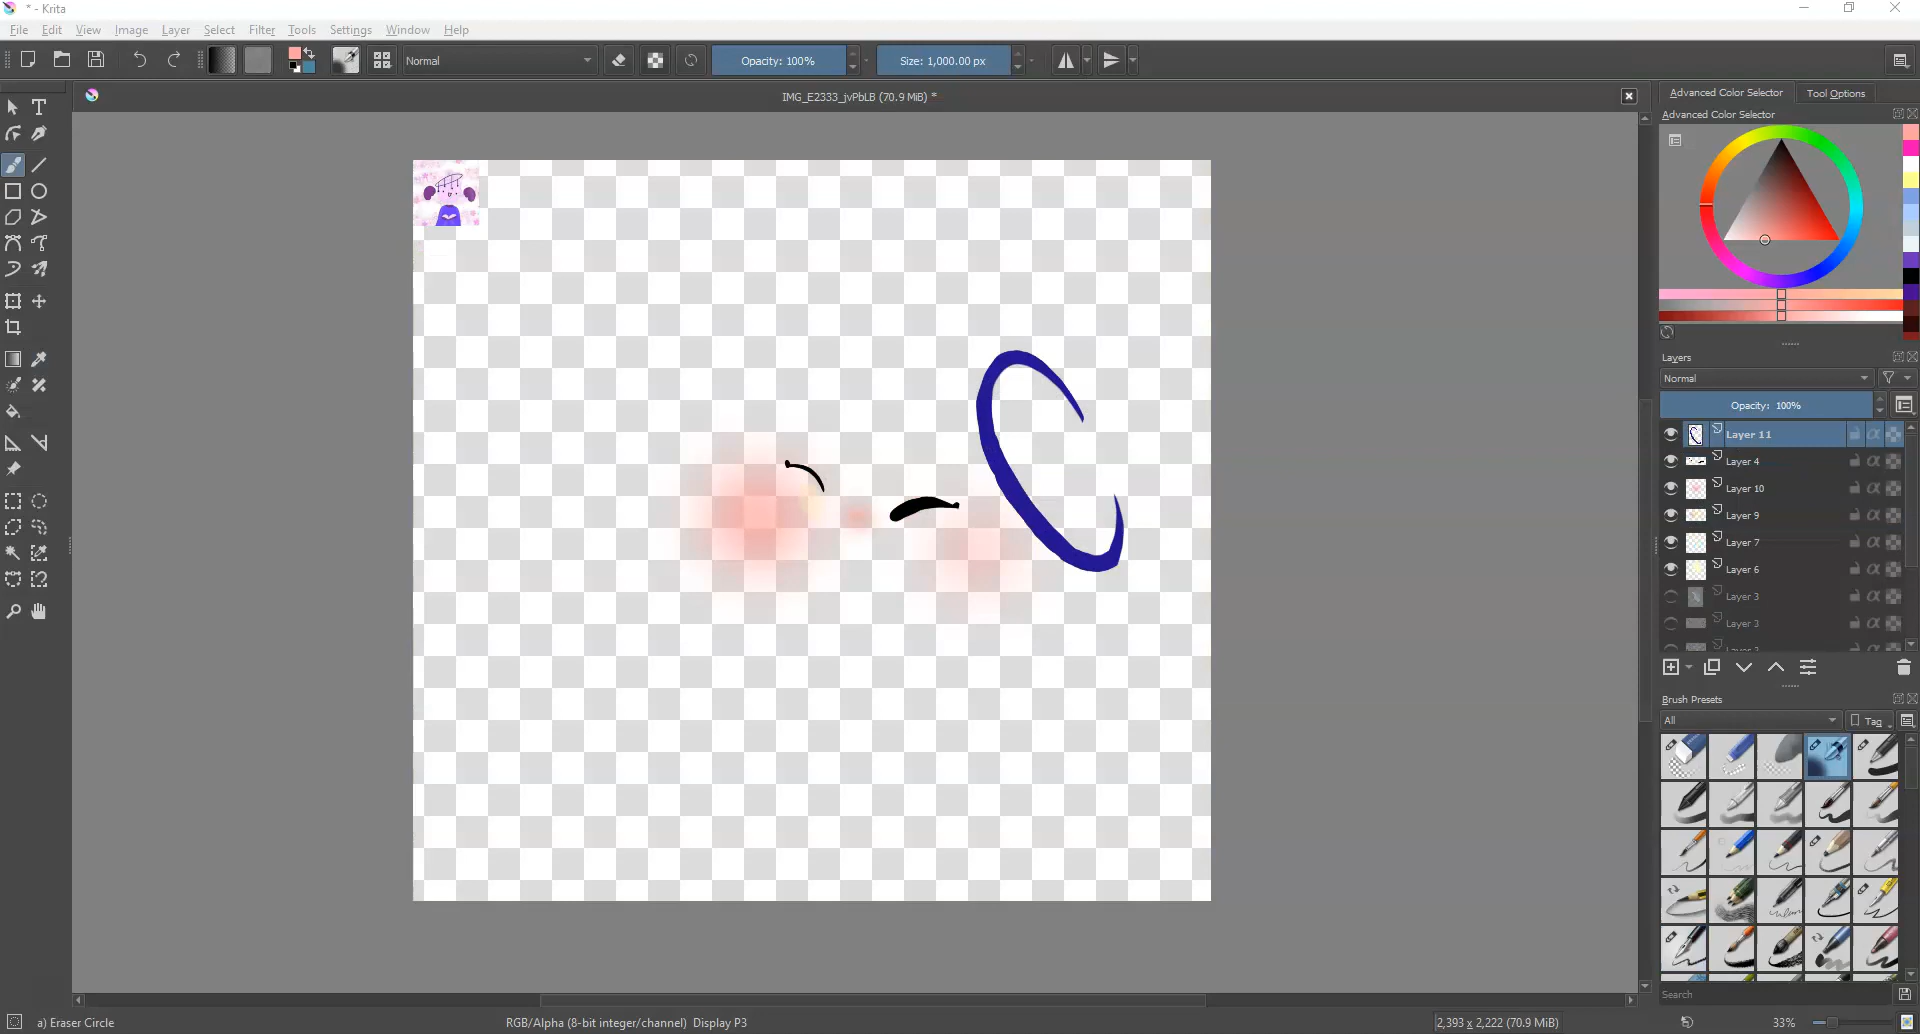 * - Krita
File Edit View Image Layer Select Filter Tools Settings Window Help
Normal Opacity: 100% Size: 1,000.00 px
IMG_E2333_jvPbLB (70.9 MiB) *
Advanced Color Selector Tool Options
Advanced Color Selector
Layers
Normal
Opacity: 100%
Layer 11
Layer 4
Layer 10
Layer 9
Layer 7
Layer 6
Layer 3
Layer 3
Brush Presets
All Tag
Search
a) Eraser Circle RGB/Alpha (8-bit integer/channel) Display P3 2,393 x 2,222 (70.9 MiB) 33%